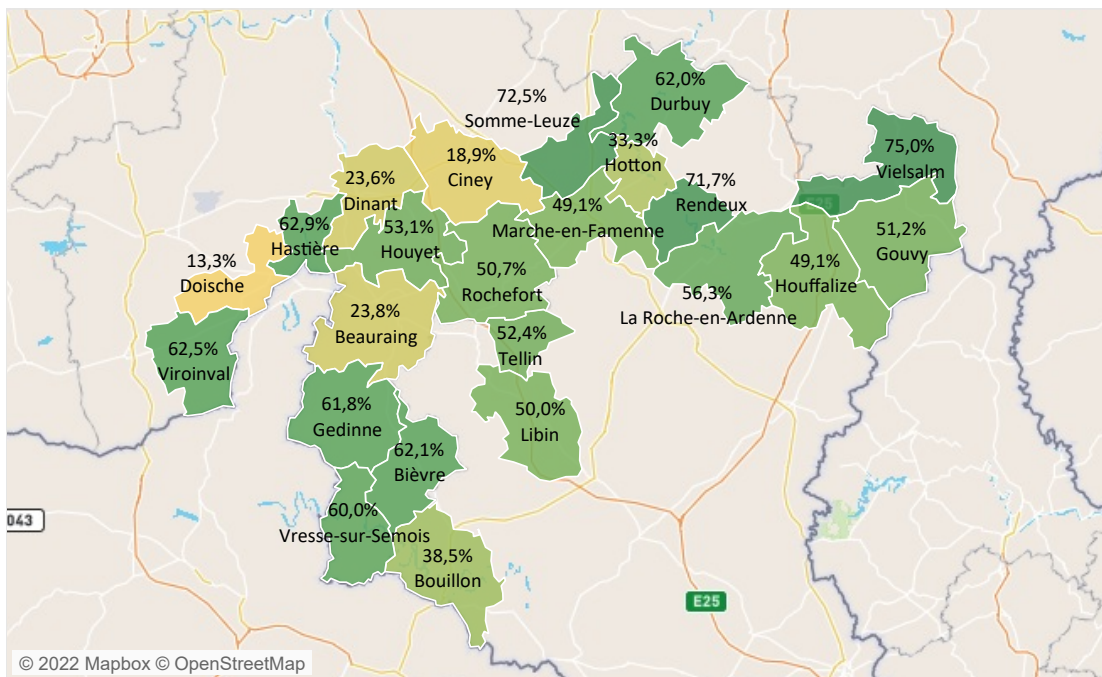 62,0%
Durbuy
72,5%
Somme-Leuze
33,3%
Hotton
75,0%
Vielsalm
18,9%
Ciney
23,6%
Dinant
71,7%
Rendeux
E25
49,1%
Marche-en-Famenne
62,9%
Hastière
53,1%
Houyet
51,2%
Gouvy
13,3%
Doische
50,7%
Rochefort
49,1%
Houffalize
56,3%
La Roche-en-Ardenne
23,8%
Beauraing
52,4%
Tellin
62,5%
Viroinval
61,8%
Gedinne
50,0%
Libin
62,1%
Bièvre
60,0%
Vresse-sur-Semois
043
38,5%
Bouillon
E25
© 2022 Mapbox © OpenStreetMap